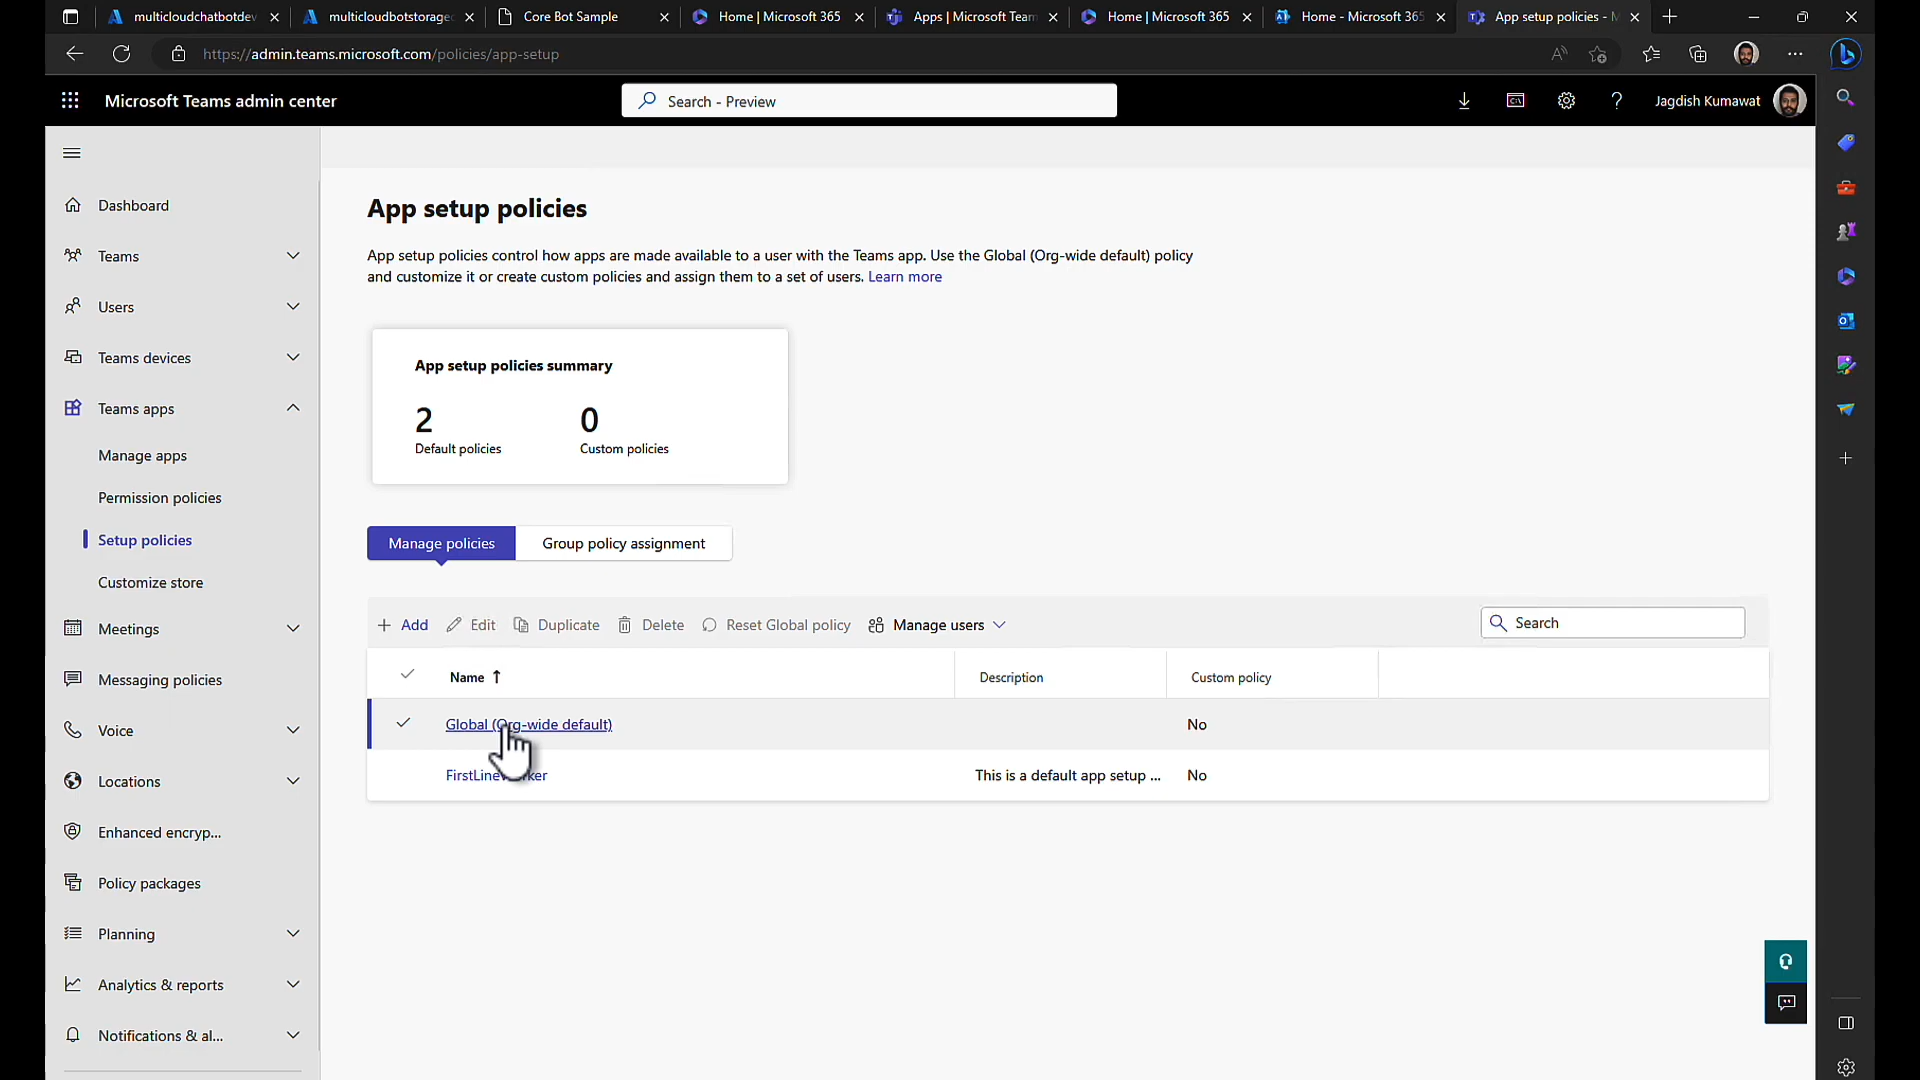 multicloudchatbotdev
multicloudbotstorage
Core Bot Sample
Home | Microsoft 365
Apps | Microsoft Team
Home | Microsoft 365
Home - Microsoft 365
App setup policies - M
https://admin.teams.microsoft.com/policies/app-setup
Microsoft Teams admin center
Search - Preview
Jagdish Kumawat
Dashboard
Teams
Users
Teams devices
Teams apps
Manage apps
Permission policies
Setup policies
Customize store
Meetings
Messaging policies
Voice
Locations
Enhanced encryp...
Policy packages
Planning
Analytics & reports
Notifications & al...
App setup policies
App setup policies control how apps are made available to a user with the Teams app. Use the Global (Org-wide default) policy
and customize it or create custom policies and assign them to a set of users. Learn more
App setup policies summary
2
Default policies
0
Custom policies
Manage policies
Group policy assignment
Add
Edit
Duplicate
Delete
Reset Global policy
Manage users
Search
Name ↑
Description
Custom policy
Global (Org-wide default)
No
This is a default app setup ...
No